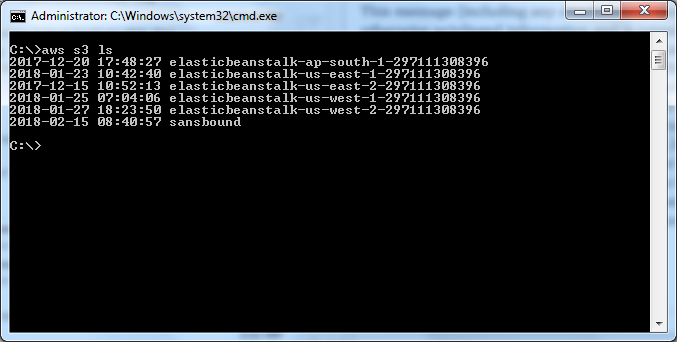 Administrator: C:\Windows\system32\cmd.exe
C:\>aws s3 ls
2017-12-20 17:48:27 elasticbeanstalk-ap-south-1-297111308396
2018-01-23 10:42:40 elasticbeanstalk-us-east-1-297111308396
2017-12-15 10:52:13 elasticbeanstalk-us-east-2-297111308396
2018-01-25 07:04:06 elasticbeanstalk-us-west-1-297111308396
2018-01-27 18:23:50 elasticbeanstalk-us-west-2-297111308396
2018-02-15 08:40:57 sansbound
C:\>